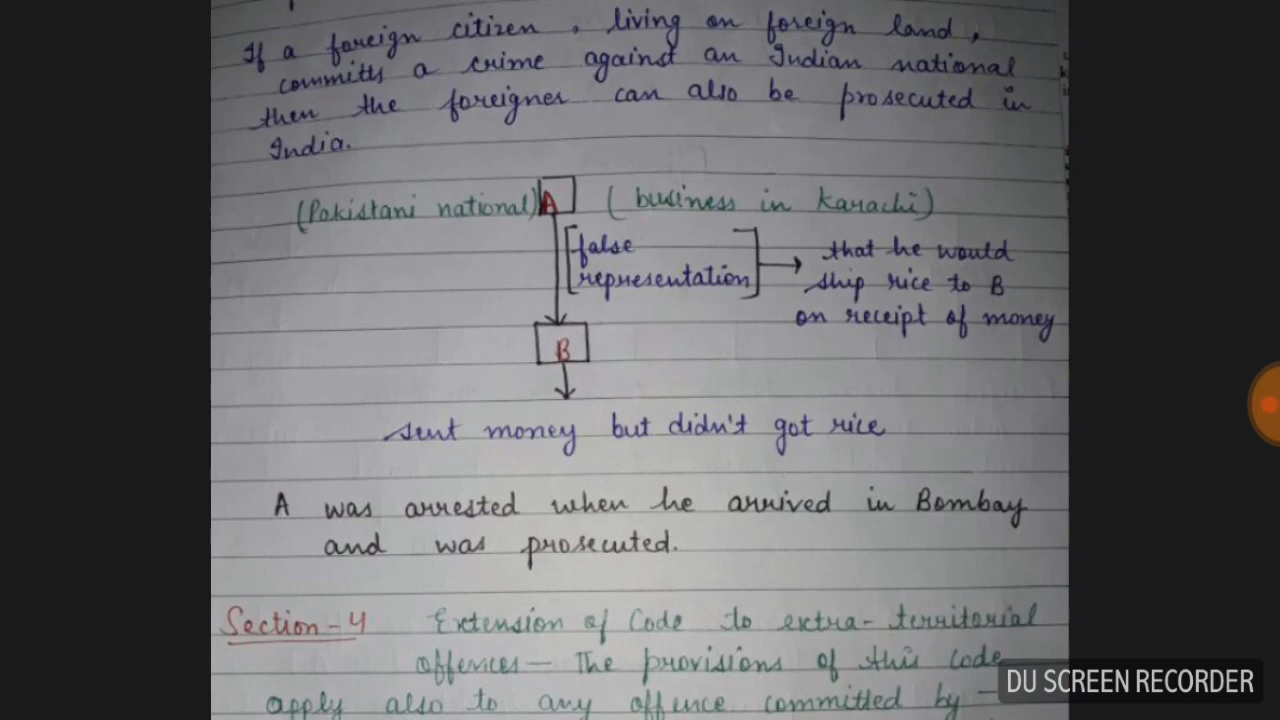 If a foreign citizen, living on foreign land,
committs a crime against an Indian national
then the foreigner can also be prosecuted in
India.
(Pakistani national) A (business in Karachi)
false
representation
that he would
ship rice to B
on receipt of money
B
sent money but didn't got rice
A was arrested when he arrived in Bombay
and was prosecuted.
Section-4 Extension of Code to extra-territorial
offences— The provisions of this Code
apply also to any offence committed by —
DU SCREEN RECORDER